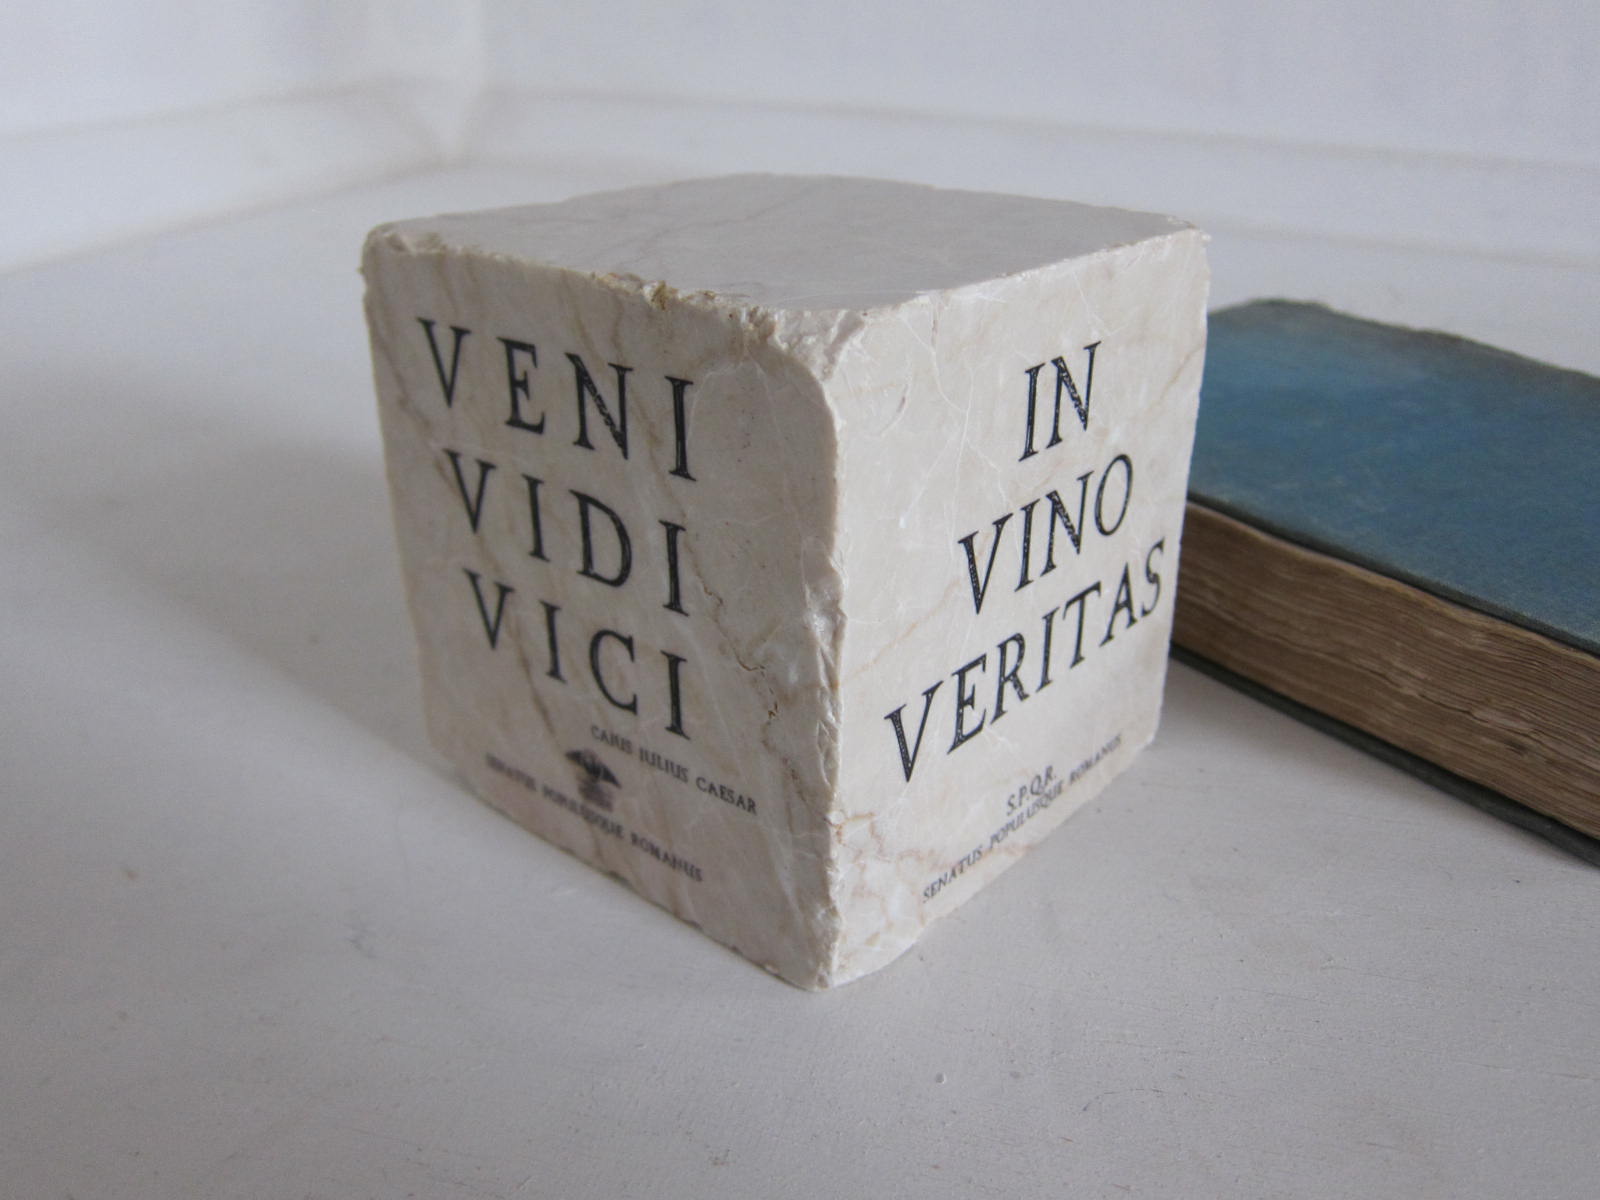 VENI
VIDI
VICI
CAIUS IULIUS CAESAR
SENATUS POPULUSQUE ROMANUS
IN
VINO
VERITAS
S.P.Q.R.
SENATUS POPULUSQUE ROMANUS